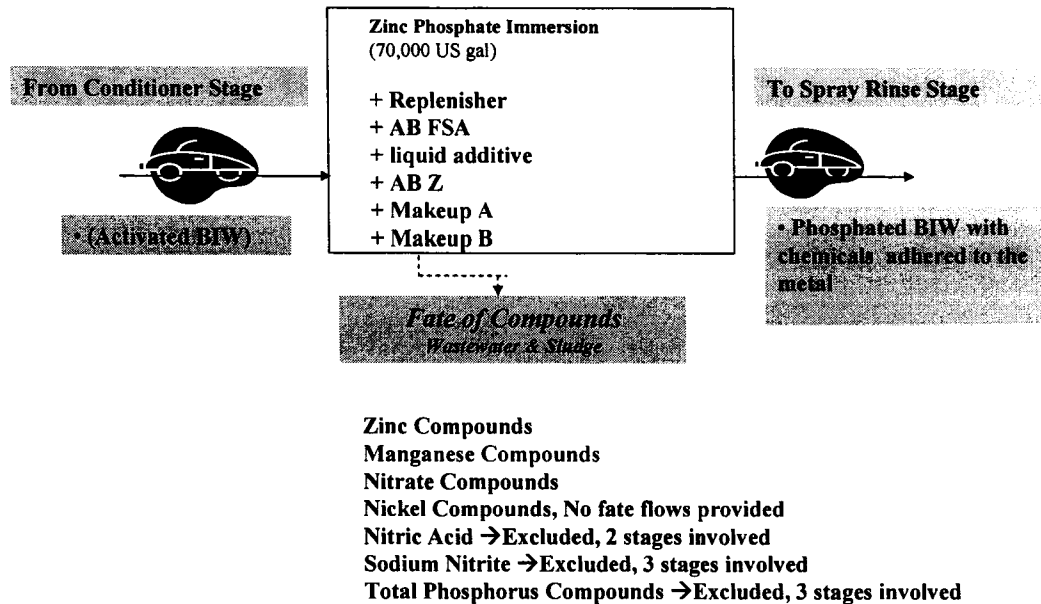 Zinc Phosphate Immersion
(70,000 US gal)
From Conditioner Stage
To Spray Rinse Stage
+ Replenisher
+ AB FSA
+ liquid additive
+ AB Z
+ Makeup A
+ Makeup B
• (Activated BIW)
• Phosphated BIW with
chemicals adhered to the
metal
Fate of Compounds
Wastewater & Sludge
Zinc Compounds
Manganese Compounds
Nitrate Compounds
Nickel Compounds, No fate flows provided
Nitric Acid →Excluded, 2 stages involved
Sodium Nitrite →Excluded, 3 stages involved
Total Phosphorus Compounds →Excluded, 3 stages involved